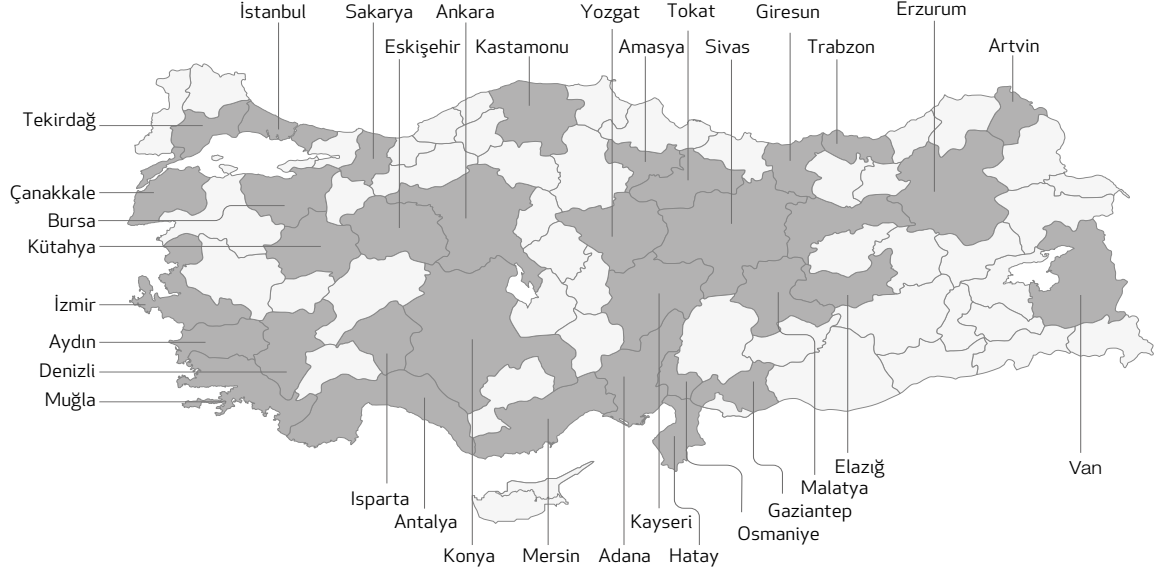 İstanbul
Sakarya
Ankara
Yozgat
Tokat
Giresun
Erzurum
Eskişehir
Kastamonu
Amasya
Sivas
Trabzon
Artvin
Tekirdağ
Çanakkale
Bursa
Kütahya
İzmir
Aydın
Denizli
Muğla
Isparta
Antalya
Konya
Mersin
Adana
Kayseri
Hatay
Osmaniye
Gaziantep
Malatya
Elazığ
Van